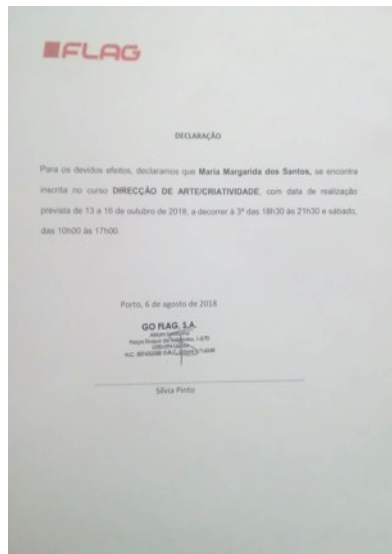 FLAG
DECLARAÇÃO
Para os devidos efeitos, declaramos que Maria Margarida dos Santos, se encontra
inscrita no curso DIRECÇÃO DE ARTE/CRIATIVIDADE, com data de realização
prevista de 13 a 16 de outubro de 2018, a decorrer à 3ª das 18h30 às 21h30 e sábado,
das 10h00 às 17h00.
Porto, 6 de agosto de 2018
GO FLAG, S.A.
Sílvia Pinto